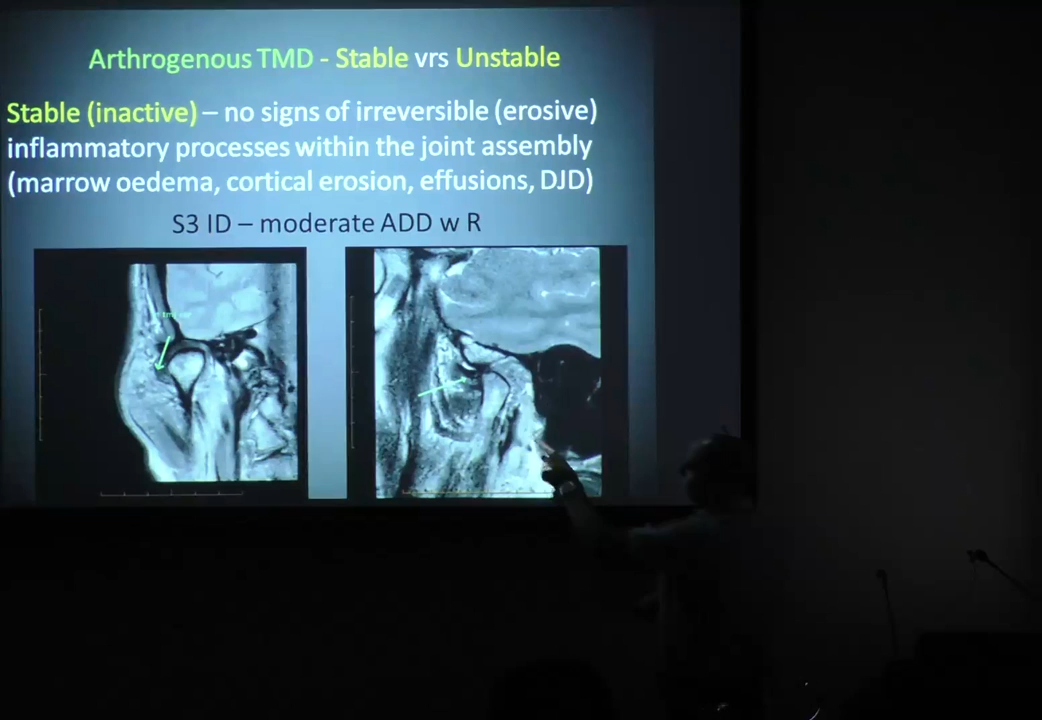 Arthrogenous TMD - Stable vrs Unstable
Stable (inactive) – no signs of irreversible (erosive)
inflammatory processes within the joint assembly
(marrow oedema, cortical erosion, effusions, DJD)
S3 ID – moderate ADD w R